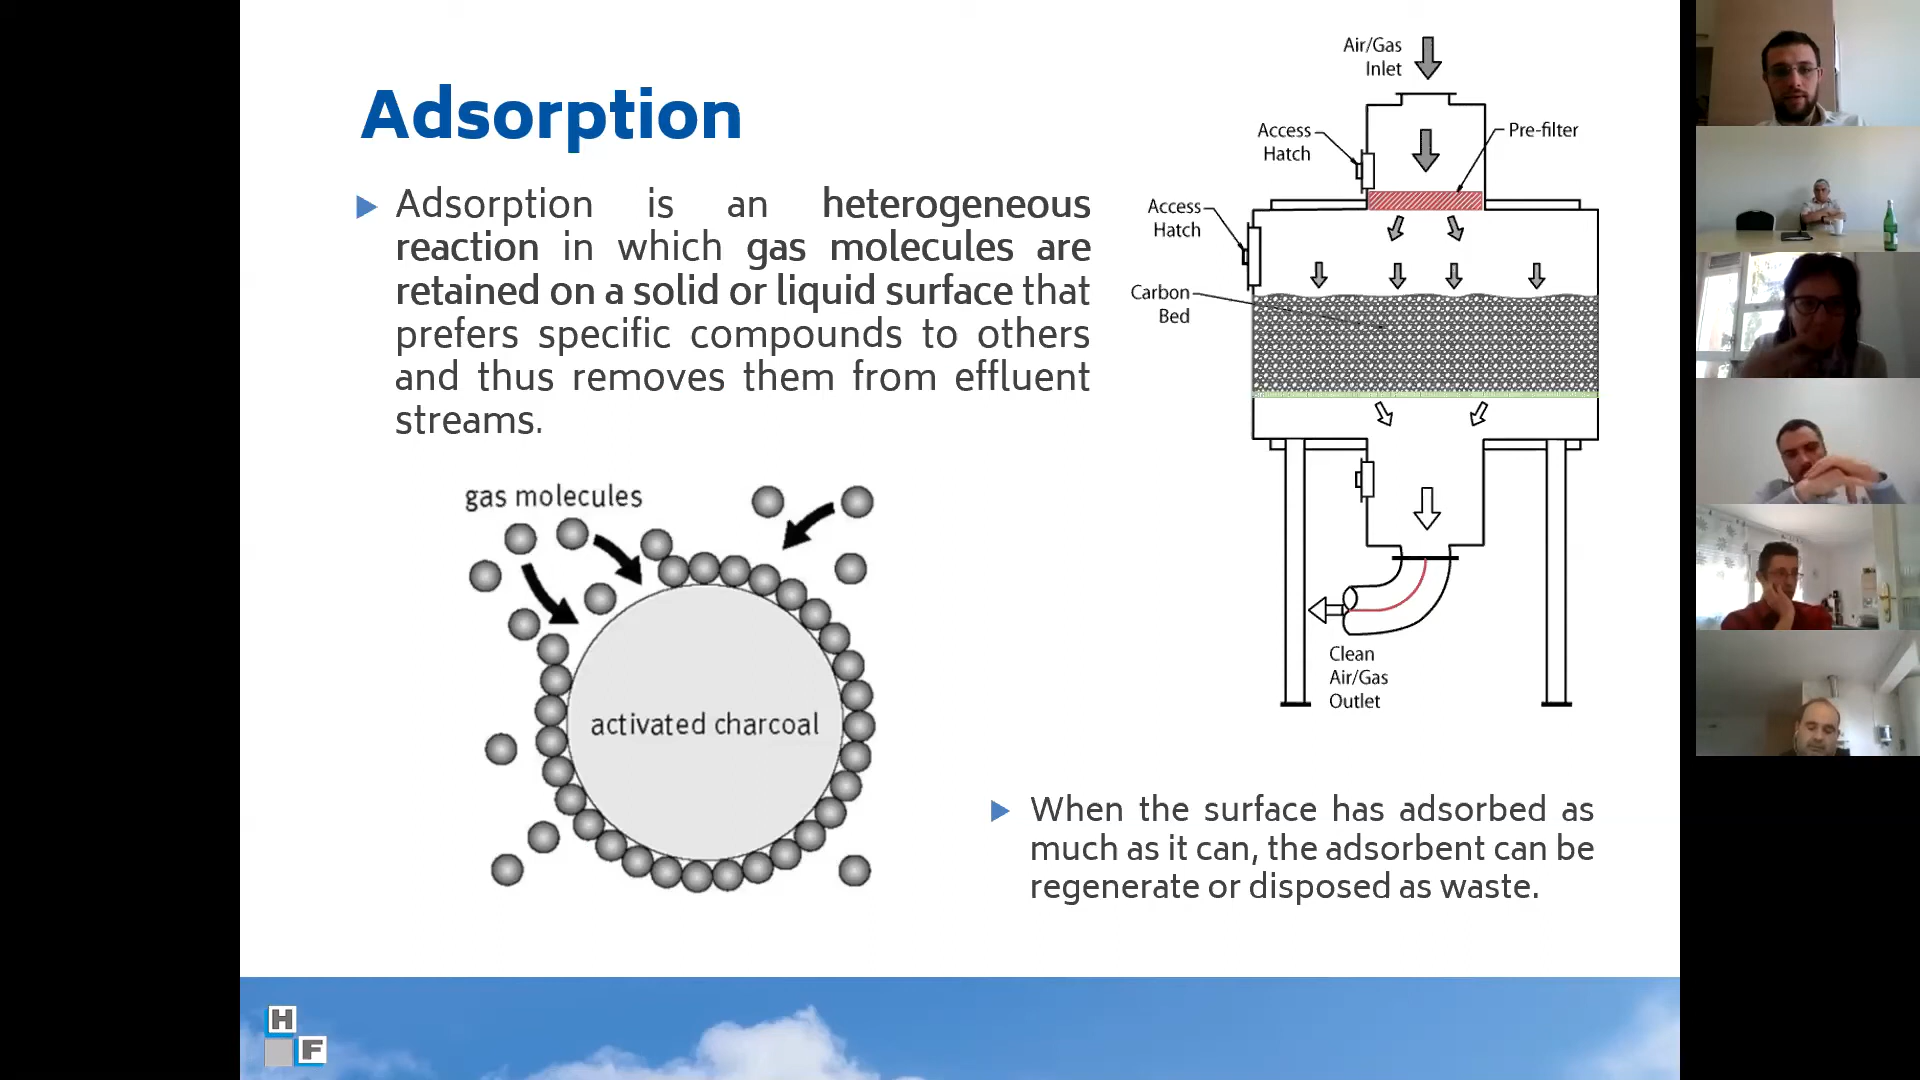 Adsorption
Adsorption is an heterogeneous
reaction in which gas molecules are
retained on a solid or liquid surface that
prefers specific compounds to others
and thus removes them from effluent
streams.
gas molecules
activated charcoal
Air/Gas
Inlet
Access
Hatch
Pre-filter
Access
Hatch
Carbon
Bed
Clean
Air/Gas
Outlet
When the surface has adsorbed as
much as it can, the adsorbent can be
regenerate or disposed as waste.
H
F